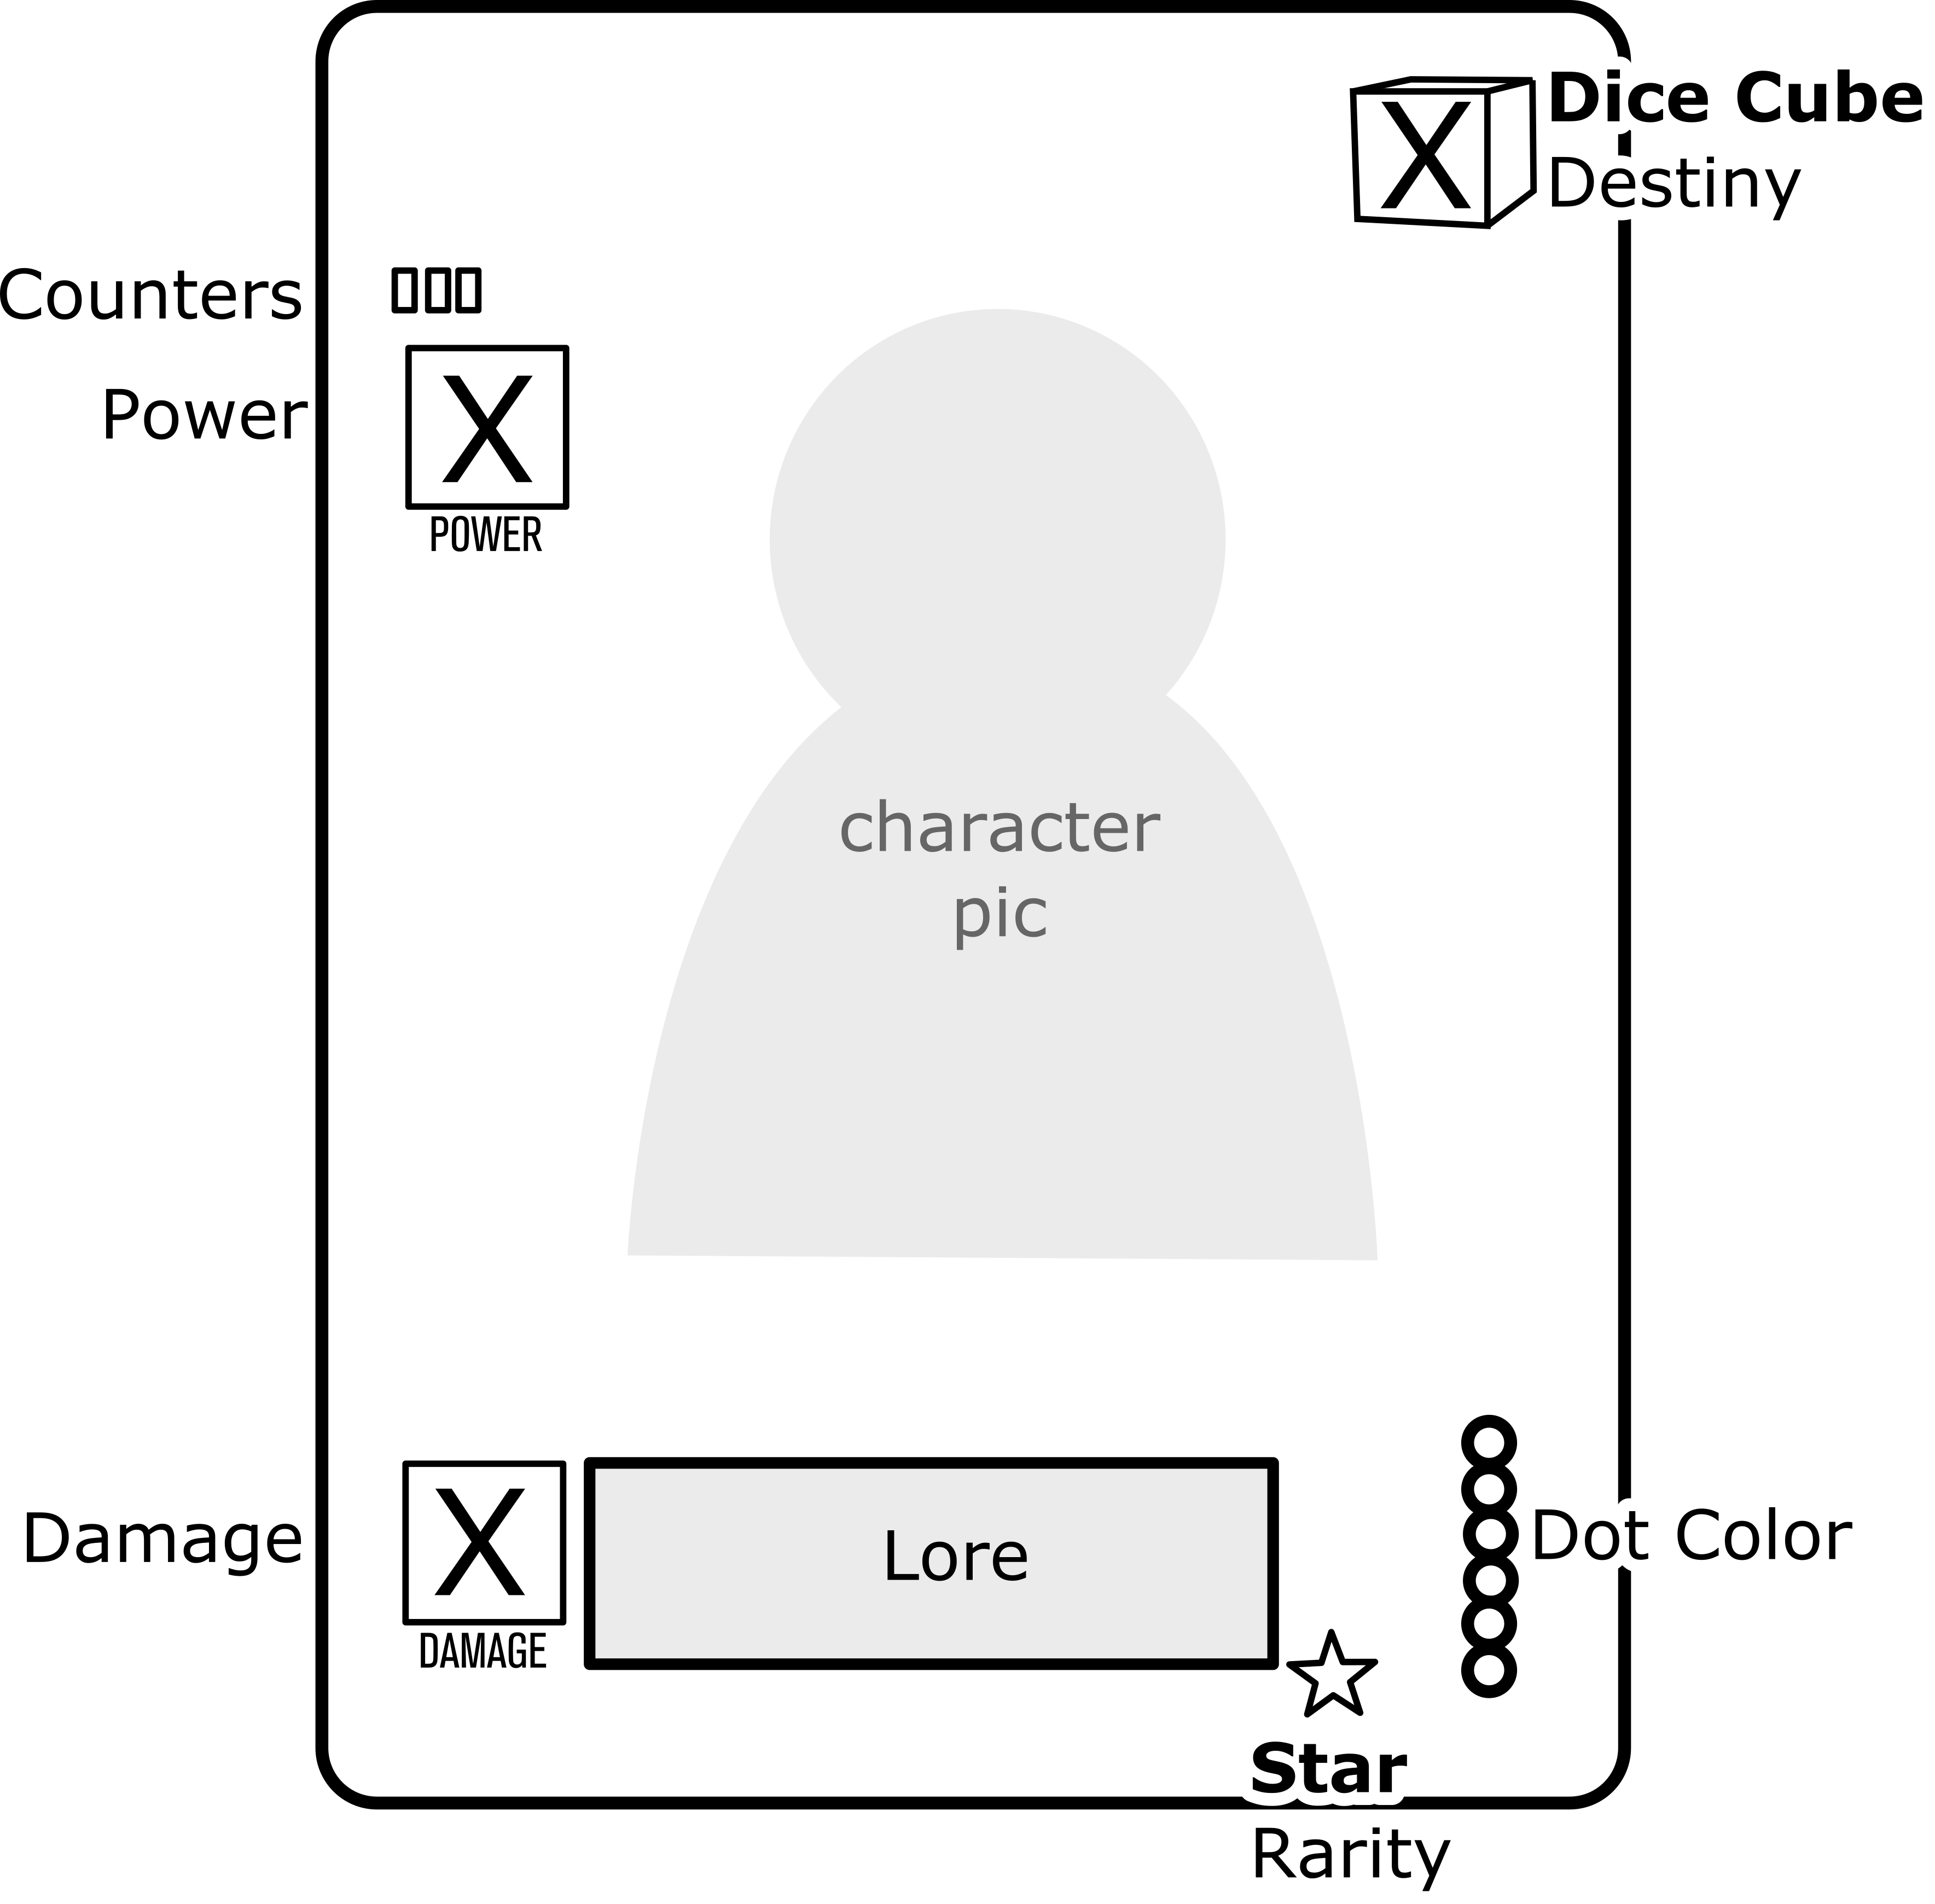 Dice Cube
X
Destiny
Counters
Power
X
POWER
character
pic
Damage
X
Lore
Dot Color
DAMAGE
Star
Rarity